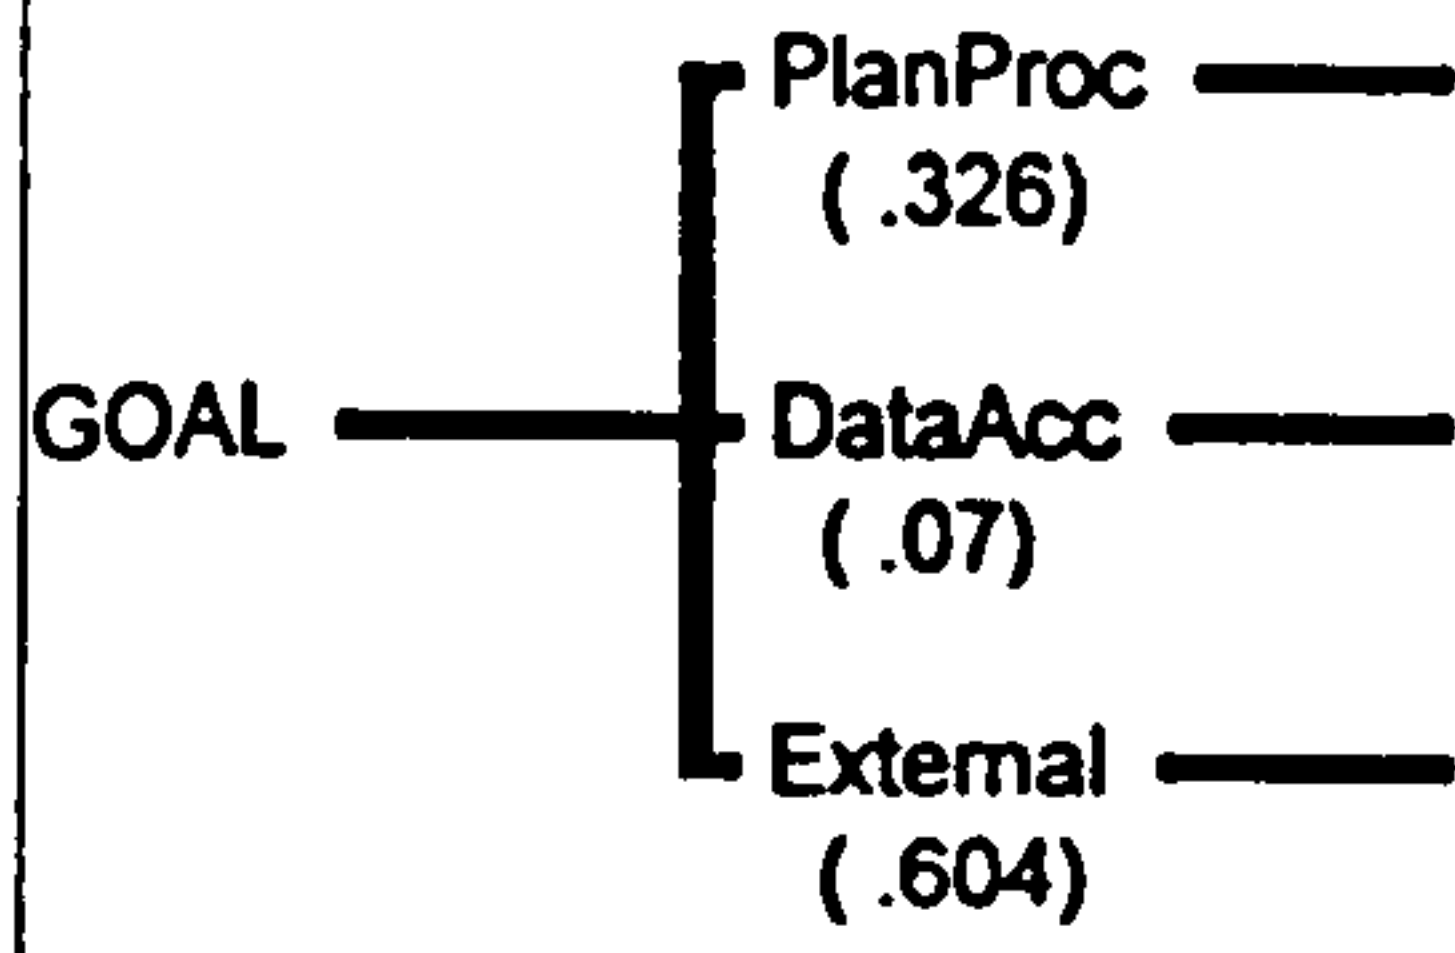 PlanProc
( .326)
GOAL
DataAcc
( .07)
External
( .604)